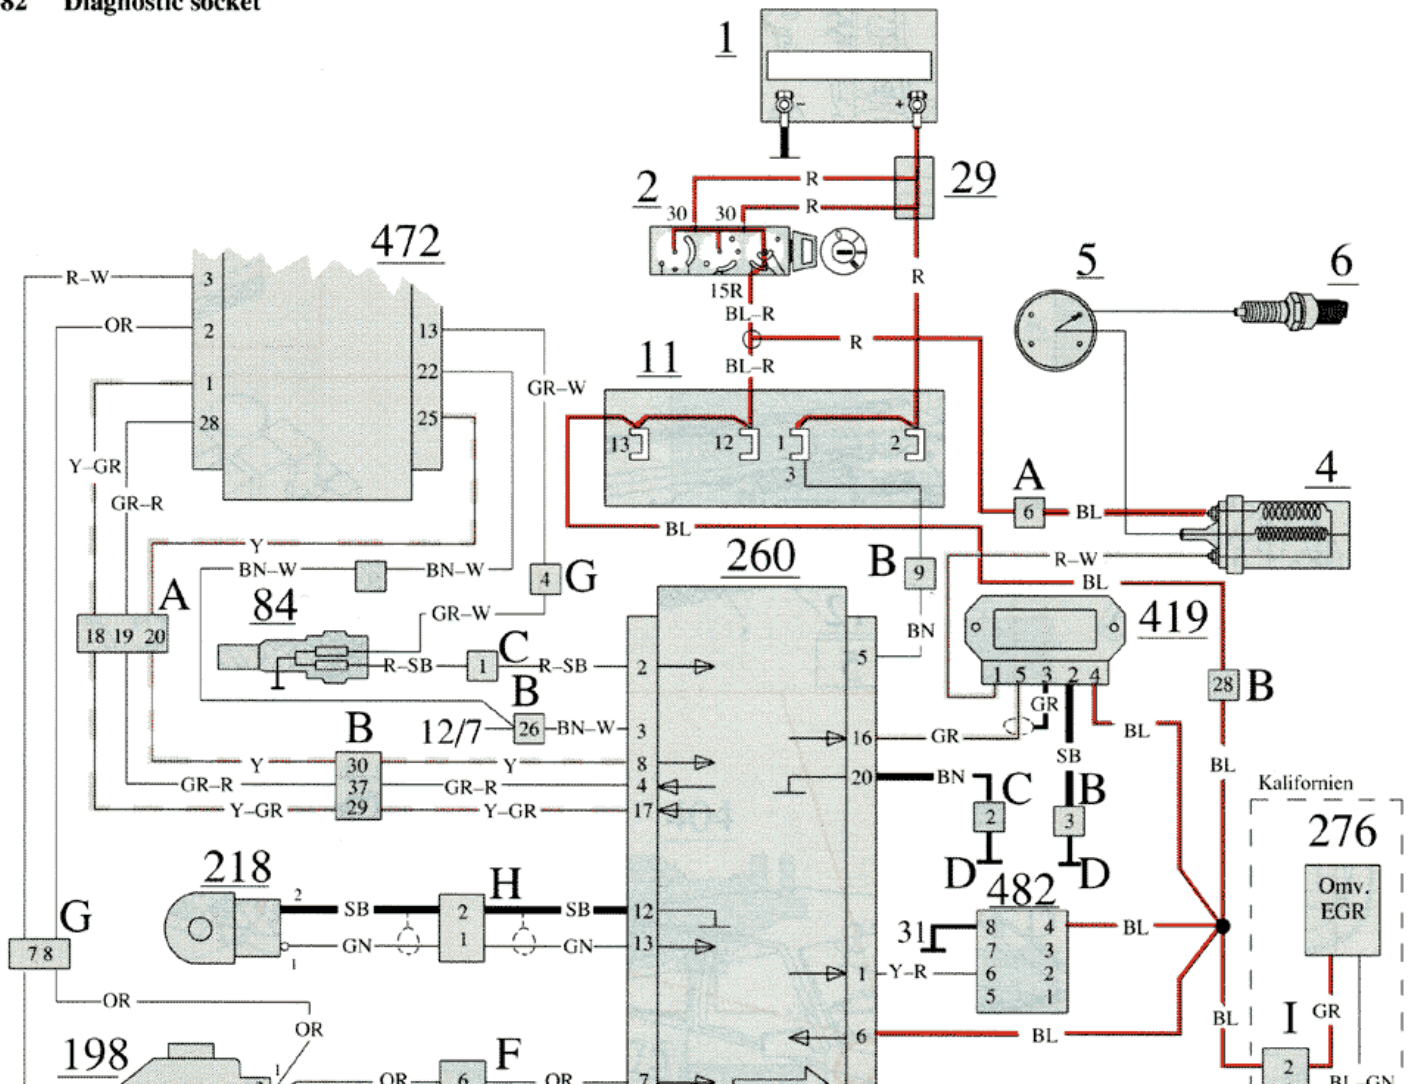 82 Diagnostic socket
1
- +
2
R
29
30 30
R
472
15R
R
5
6
R–W
3
BL–R
OR
2
13
R
11
BL–R
1
22
GR–W
28
25
13
12
1
2
Y–GR
3
A
4
GR–R
6
BL
BL
Y
BN–W
BN–W
4
G
260
B
9
R–W
BL
84
A
GR–W
419
18 19 20
BN
R–SB
1
C
R–SB
2
5
1 5 3 2 4
28
B
B
GR
12/7
26
BN–W
3
B
16
GR
BL
SB
Y
30
Y
8
BL
GR–R
37
GR–R
4
20
BN
C
B
Kalifornien
Y–GR
29
Y–GR
17
2
3
276
218
H
D
D
482
2
SB
2
SB
12
Omv.
EGR
G
1
GN
1
GN
13
31
8 4
BL
7 3
7 8
1
Y–R
6 2
5 1
OR
OR
6
BL
BL
I
GR
198
1
F
2
OR
6
OR
7
BL–GN